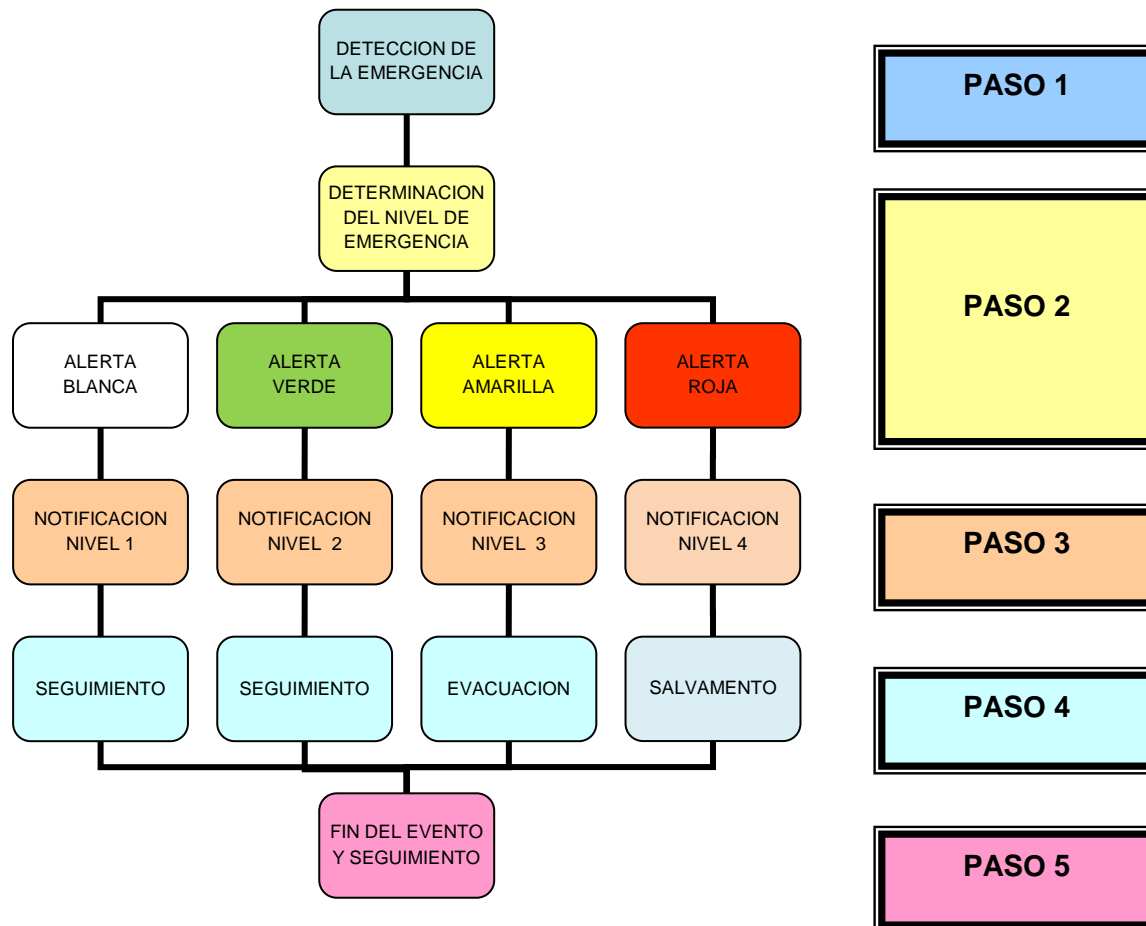 DETECCION DE
LA EMERGENCIA
PASO 1
DETERMINACION
DEL NIVEL DE
EMERGENCIA
PASO 2
ALERTA
BLANCA
ALERTA
VERDE
ALERTA
AMARILLA
ALERTA
ROJA
NOTIFICACION
NIVEL 1
NOTIFICACION
NIVEL 2
NOTIFICACION
NIVEL 3
NOTIFICACION
NIVEL 4
PASO 3
SEGUIMIENTO
SEGUIMIENTO
EVACUACION
SALVAMENTO
PASO 4
FIN DEL EVENTO
Y SEGUIMIENTO
PASO 5